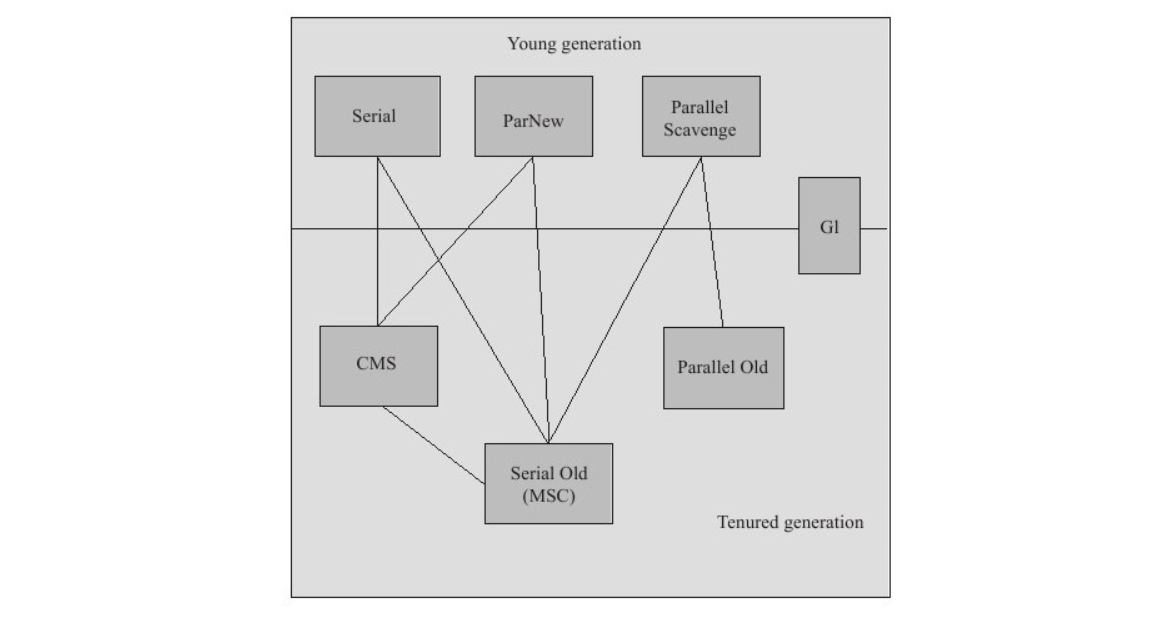 Young generation
Serial
ParNew
Parallel
Scavenge
Gl
CMS
Parallel Old
Serial Old
(MSC)
Tenured generation